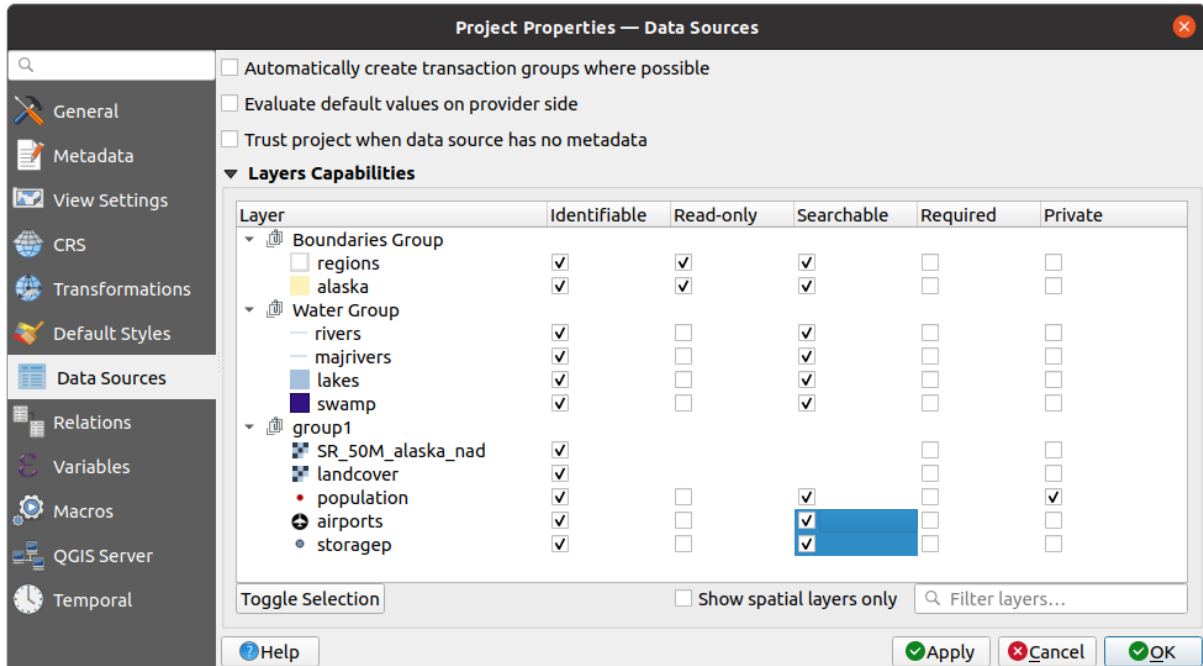 Project Properties — Data Sources
Automatically create transaction groups where possible
Evaluate default values on provider side
Trust project when data source has no metadata
General
Metadata
View Settings
CRS
Transformations
Default Styles
Data Sources
Relations
Variables
Macros
QGIS Server
Temporal
Layers Capabilities
Layer Identifiable Read-only Searchable Required Private
Boundaries Group
regions
alaska
Water Group
rivers
majrivers
lakes
swamp
group1
SR_50M_alaska_nad
landcover
population
airports
storagep
Toggle Selection Show spatial layers only Filter layers...
Help Apply Cancel OK